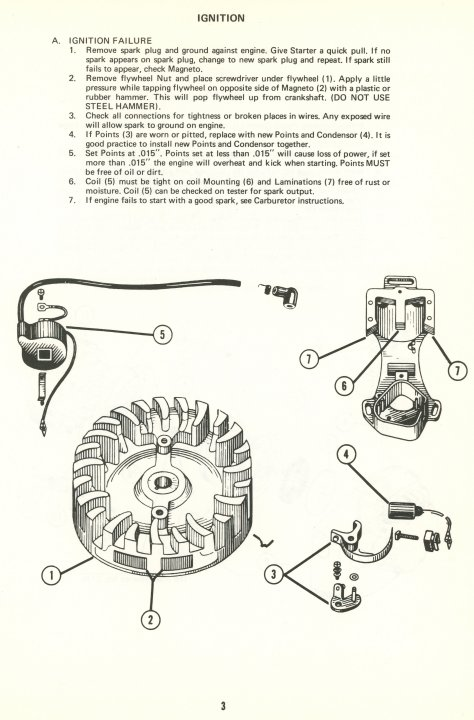 IGNITION
A. IGNITION FAILURE
1. Remove spark plug and ground against engine. Give Starter a quick pull. If no
spark appears on spark plug, change to new spark plug and repeat. If spark still
fails to appear, check Magneto.
2. Remove flywheel Nut and place screwdriver under flywheel (1). Apply a little
pressure while tapping flywheel on opposite side of Magneto (2) with a plastic or
rubber hammer. This will pop flywheel up from crankshaft. (DO NOT USE
STEEL HAMMER).
3. Check all connections for tightness or broken places in wires. Any exposed wire
will allow spark to ground on engine.
4. If Points (3) are worn or pitted, replace with new Points and Condensor (4). It is
good practice to install new Points and Condensor together.
5. Set Points at .015". Points set at less than .015" will cause loss of power, if set
more than .015" the engine will overheat and kick when starting. Points MUST
be free of oil or dirt.
6. Coil (5) must be tight on coil Mounting (6) and Laminations (7) free of rust or
moisture. Coil (5) can be checked on tester for spark output.
7. If engine fails to start with a good spark, see Carburetor instructions.
5
7
6
7
4
1
3
2
3